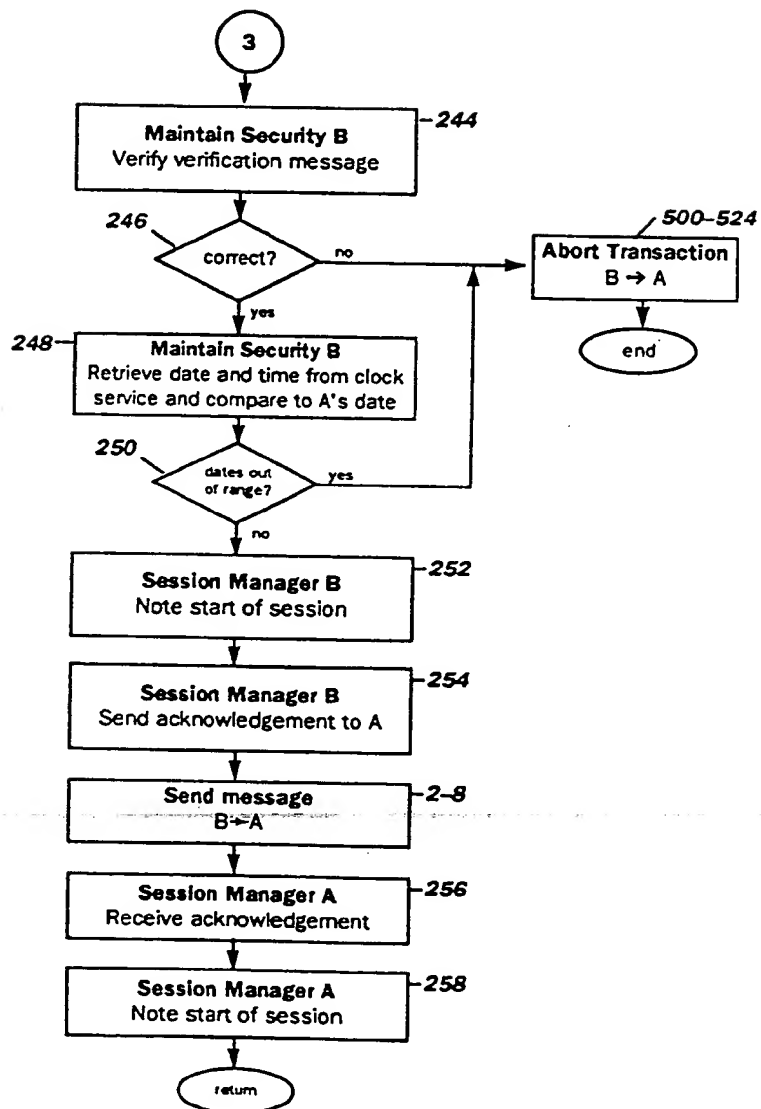 3
Maintain Security B
Verify verification message
244
246
correct?
no
yes
500-524
Abort Transaction
B → A
end
248
Maintain Security B
Retrieve date and time from clock
service and compare to A's date
250
dates out
of range?
yes
no
Session Manager B
Note start of session
252
Session Manager B
Send acknowledgement to A
254
Send message
B→A
2-8
Session Manager A
Receive acknowledgement
256
Session Manager A
Note start of session
258
return